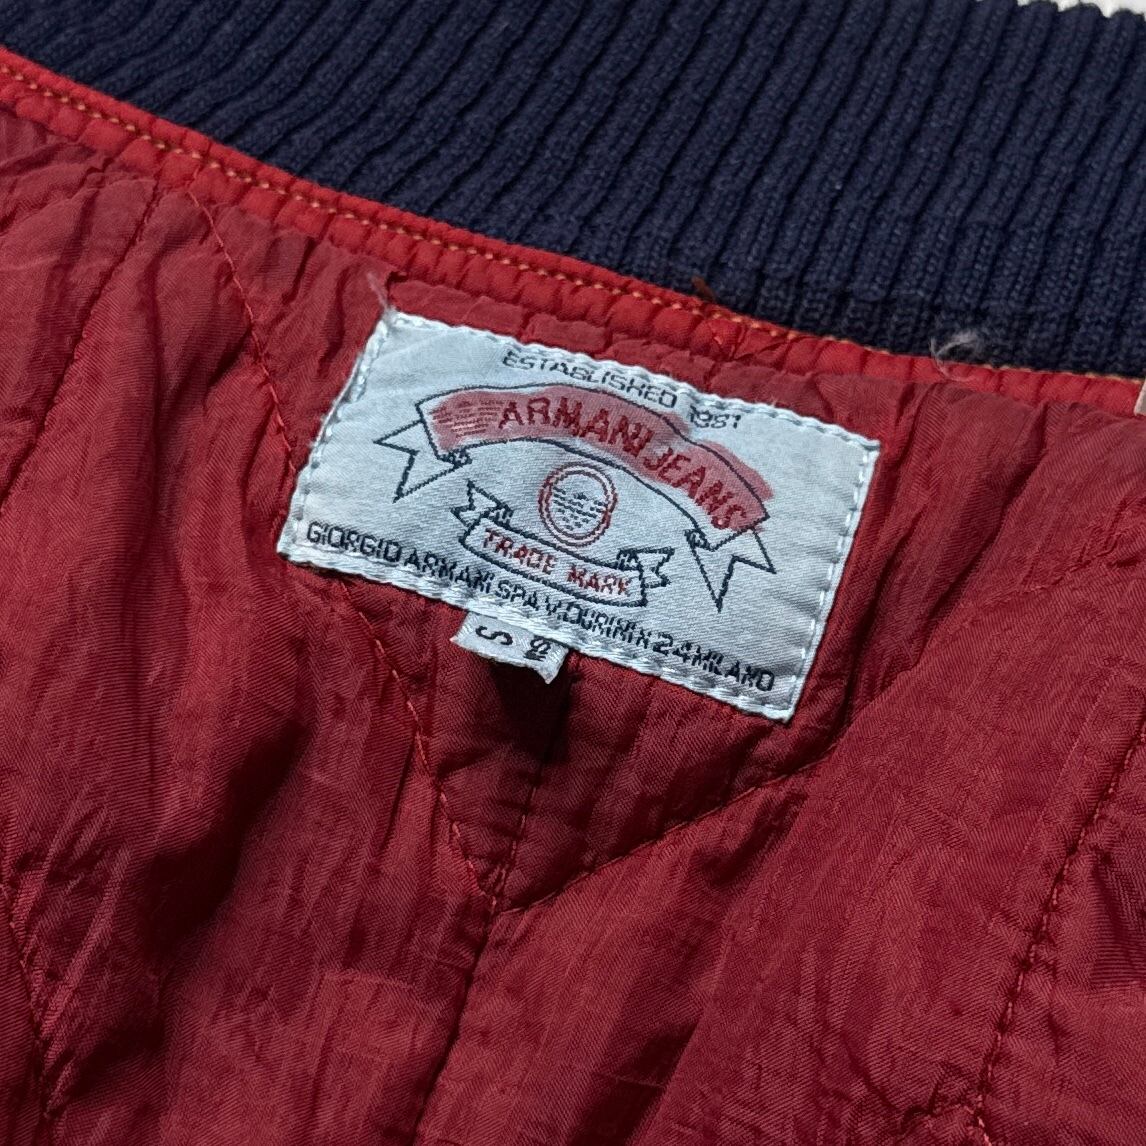 ESTABLISHED 1981
ARMANI JEANS
TRADE MARK
GIORGIO ARMANI SPA V. DURINI N 24 MILANO
S